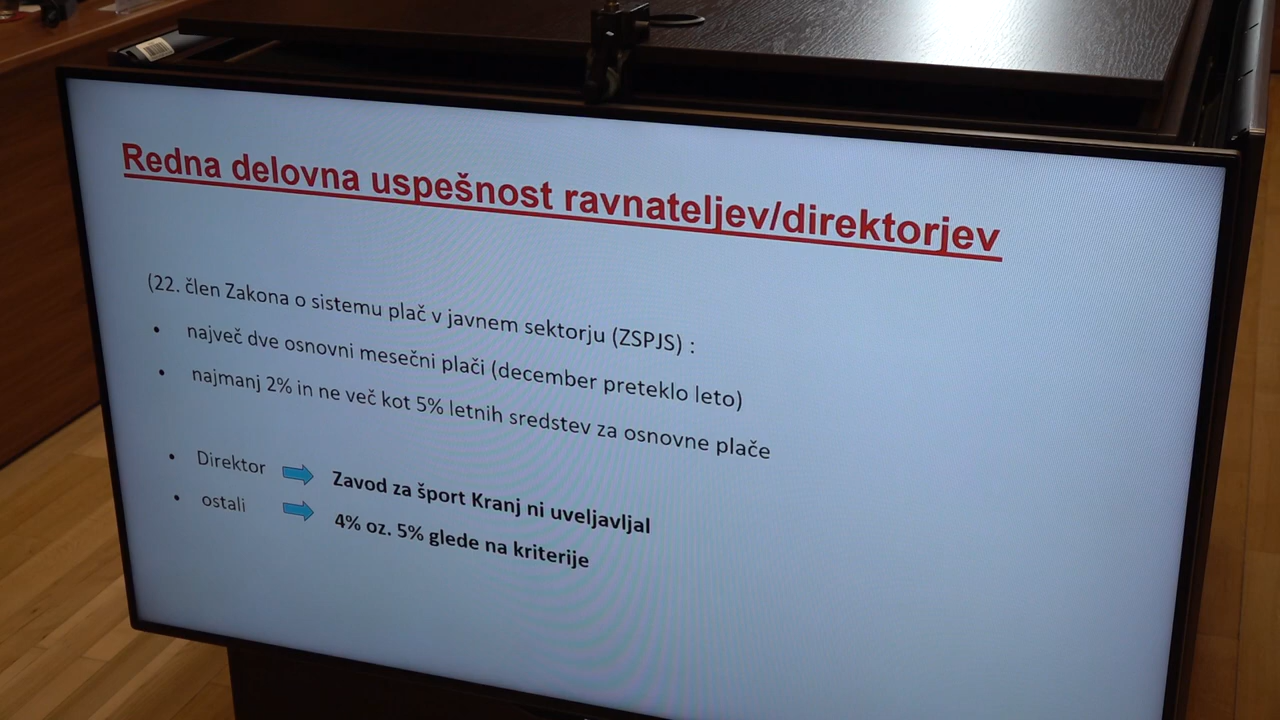 Redna delovna uspešnost ravnateljev/direktorjev
(22. člen Zakona o sistemu plač v javnem sektorju (ZSPJS) :
• največ dve osnovni mesečni plači (december preteklo leto)
• najmanj 2% in ne več kot 5% letnih sredstev za osnovne plače
• Direktor Zavod za šport Kranj ni uveljavljal
• ostali 4% oz. 5% glede na kriterije